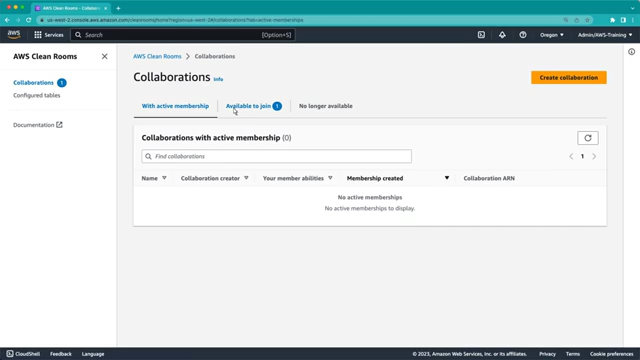 AWS Clean Rooms - Collabora
us-west-2.console.aws.amazon.com/cleanrooms/home?region=us-west-2#collaborations?tab=active-memberships
aws
Services
Search
[Option+S]
Oregon
Admin/AWS-Training
AWS Clean Rooms
Collaborations 1
Configured tables
Documentation
AWS Clean Rooms > Collaborations
Collaborations Info
Create collaboration
With active membership
Available to join 1
No longer available
Collaborations with active membership (0)
Find collaborations
1
Name
Collaboration creator
Your member abilities
Membership created
Collaboration ARN
No active memberships
No active memberships to display.
CloudShell
Feedback
Language
© 2023, Amazon Web Services, Inc. or its affiliates.
Privacy
Terms
Cookie preferences